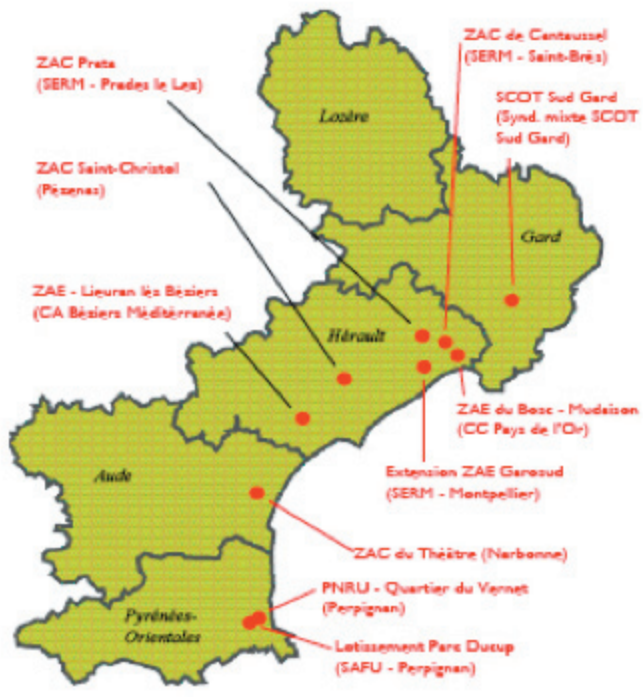 ZAC Prata
(SERM - Prades le Lez)
ZAC de Cantaussel
(SERM - Saint-Brès)
SCOT Sud Gard
(Synd. mixte SCOT
Sud Gard)
Lozère
ZAC Saint-Christol
(Pézenas)
Gard
ZAE - Lieuran lès Béziers
(CA Béziers Méditérranée)
Hérault
ZAE du Bosc - Mudaison
(CC Pays de l'Or)
Extension ZAE Garosud
(SERM - Montpellier)
Aude
ZAC du Théâtre (Narbonne)
PNRU - Quartier du Vernet
(Perpignan)
Pyrénées-
Orientales
Lotissement Parc Ducup
(SAFU - Perpignan)